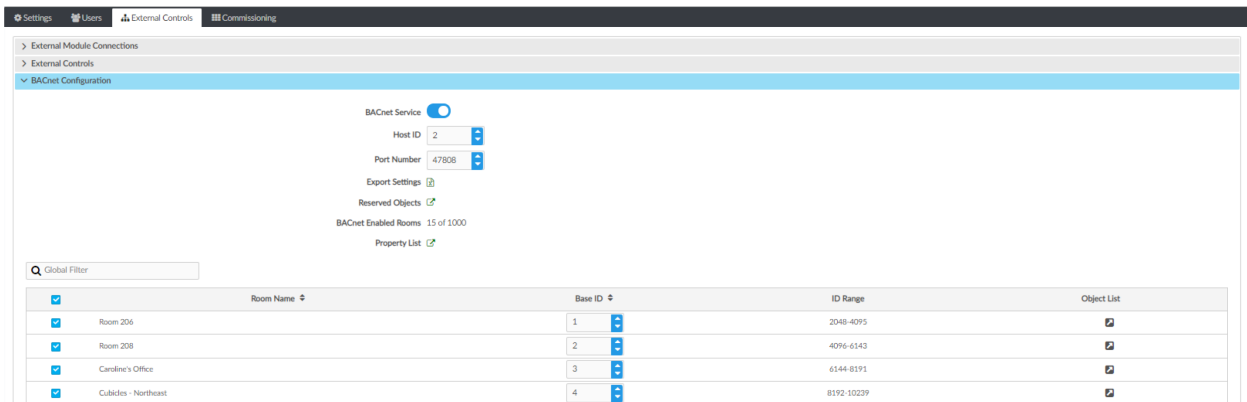 Settings Users External Controls Commissioning
External Module Connections
External Controls
BACnet Configuration
BACnet Service
Host ID 2
Port Number 47808
Export Settings
Reserved Objects
BACnet Enabled Rooms 15 of 1000
Property List
Global Filter
Room Name Base ID ID Range Object List
Room 206 1 2048-4095
Room 208 2 4096-6143
Caroline's Office 3 6144-8191
Cubicles - Northeast 4 8192-10239